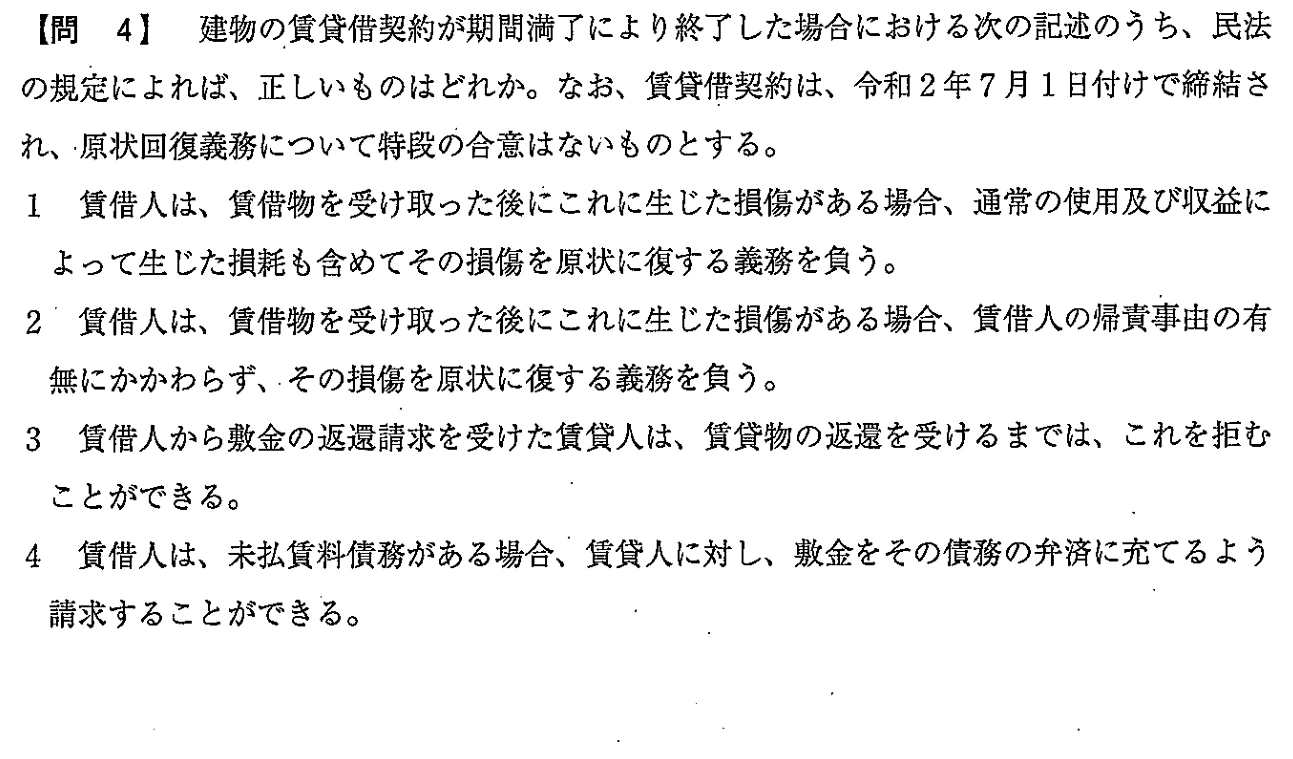 【問　4】　建物の賃貸借契約が期間満了により終了した場合における次の記述のうち、民法
の規定によれば、正しいものはどれか。なお、賃貸借契約は、令和2年7月1日付けで締結さ
れ、原状回復義務について特段の合意はないものとする。
1　賃借人は、賃借物を受け取った後にこれに生じた損傷がある場合、通常の使用及び収益に
よって生じた損耗も含めてその損傷を原状に復する義務を負う。
2　賃借人は、賃借物を受け取った後にこれに生じた損傷がある場合、賃借人の帰責事由の有
無にかかわらず、その損傷を原状に復する義務を負う。
3　賃借人から敷金の返還請求を受けた賃貸人は、賃貸物の返還を受けるまでは、これを拒む
ことができる。
4　賃借人は、未払賃料債務がある場合、賃貸人に対し、敷金をその債務の弁済に充てるよう
請求することができる。